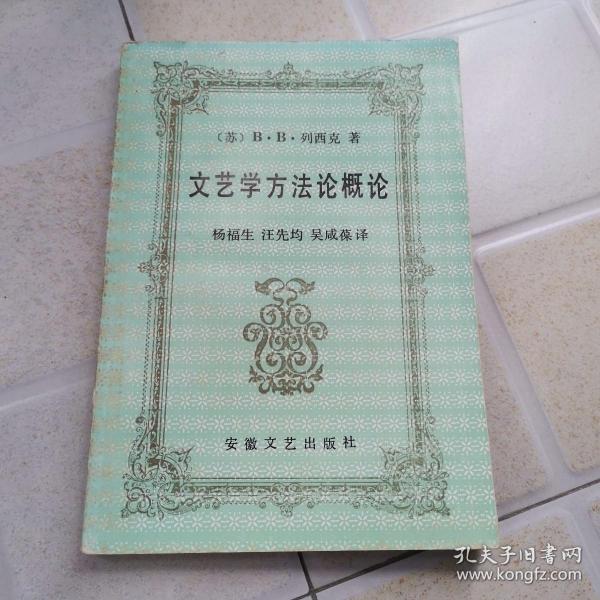 （苏）B·B·列西克 著
文艺学方法论概论
杨福生 汪先均 吴咸葆译
安徽文艺出版社
孔夫子旧书网
www.kongfz.com